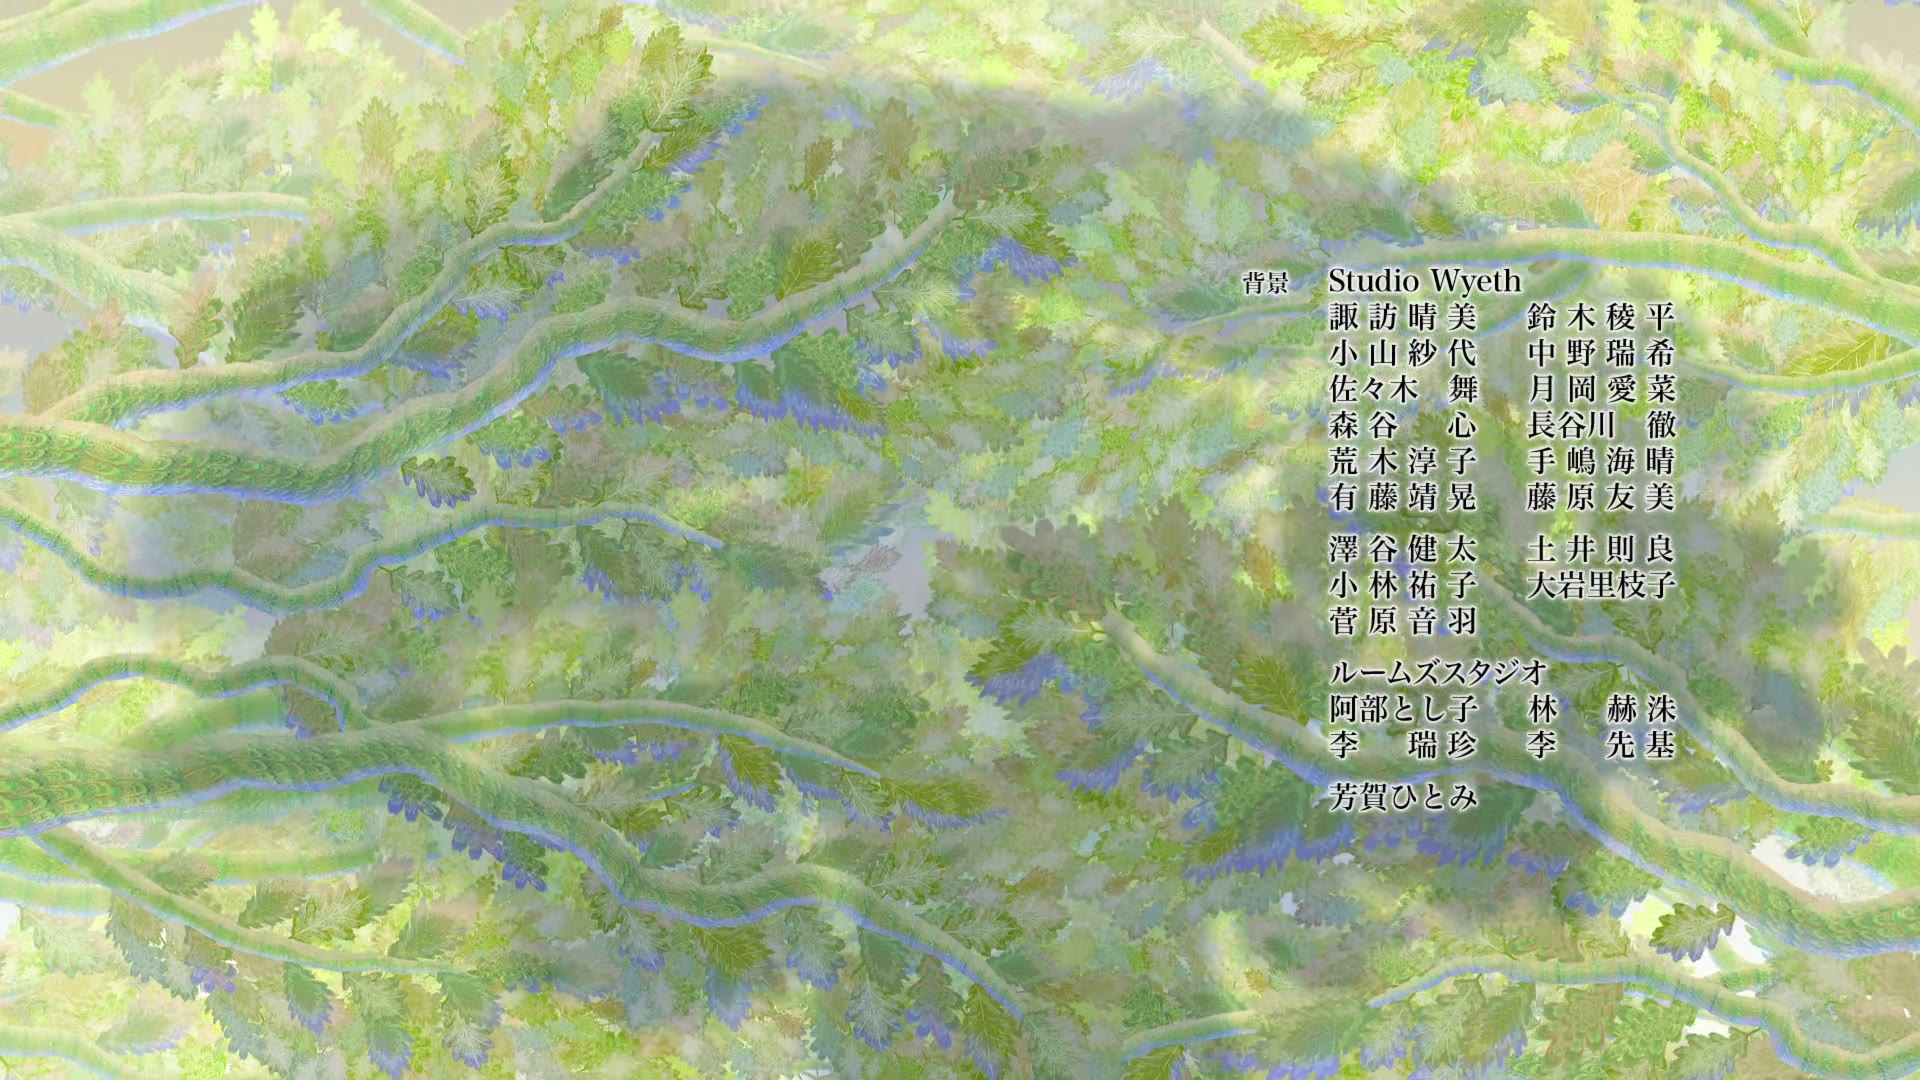 背景 Studio Wyeth
諏訪晴美 鈴木稜平
小山紗代 中野瑞希
佐々木 舞 月岡愛菜
森谷 心 長谷川 徹
荒木淳子 手嶋海晴
有藤靖晃 藤原友美
澤谷健太 土井則良
小林祐子 大岩里枝子
菅原音羽
ルームズスタジオ
阿部とし子 林 赫洙
李 瑞珍 李 先基
芳賀ひとみ